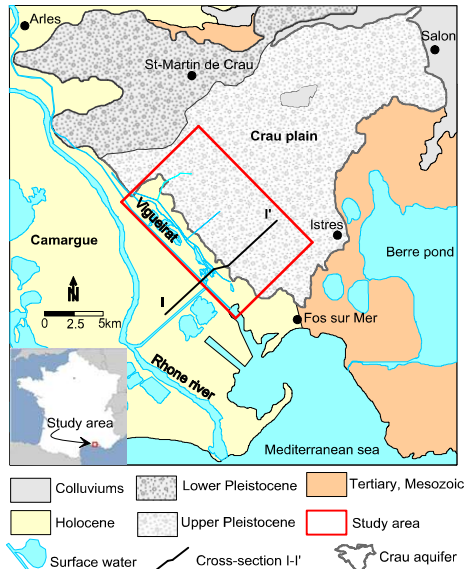 Arles
Salon
St-Martin de Crau
Crau plain
Vigueirat
I'
Istres
Camargue
Berre pond
N
I
0 2.5 5km
Fos sur Mer
Rhone river
Study area
Mediterranean sea
Colluviums
Lower Pleistocene
Tertiary, Mesozoic
Holocene
Upper Pleistocene
Study area
Surface water
Cross-section I-I'
Crau aquifer